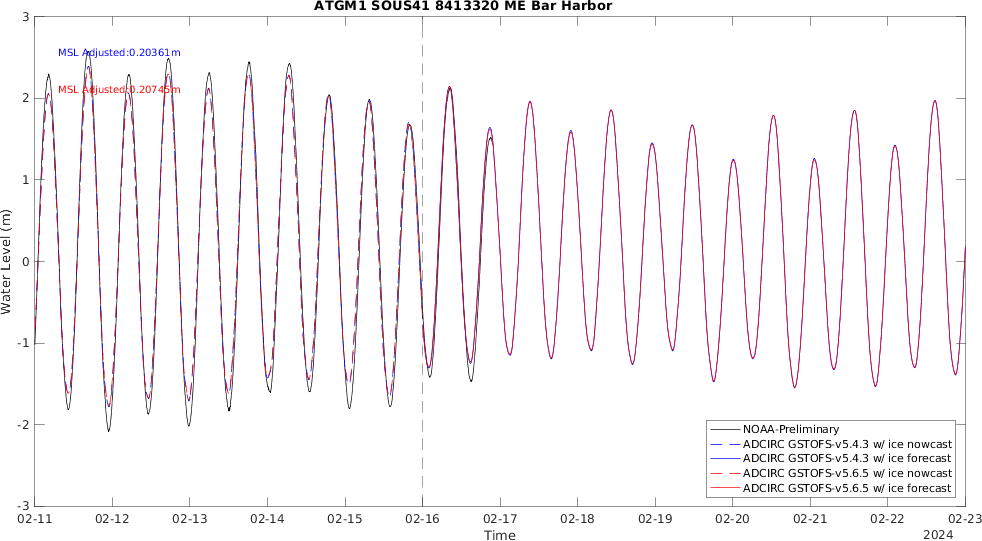 ATGM1 SOUS41 8413320 ME Bar Harbor
MSL Adjusted:0.20361m
MSL Adjusted:0.20745m
3
2
1
0
-1
-2
-3
Water Level (m)
NOAA-Preliminary
ADCIRC GSTOFS-v5.4.3 w/ ice nowcast
ADCIRC GSTOFS-v5.4.3 w/ ice forecast
ADCIRC GSTOFS-v5.6.5 w/ ice nowcast
ADCIRC GSTOFS-v5.6.5 w/ ice forecast
02-11 02-12 02-13 02-14 02-15 02-16 02-17 02-18 02-19 02-20 02-21 02-22 02-23
Time
2024